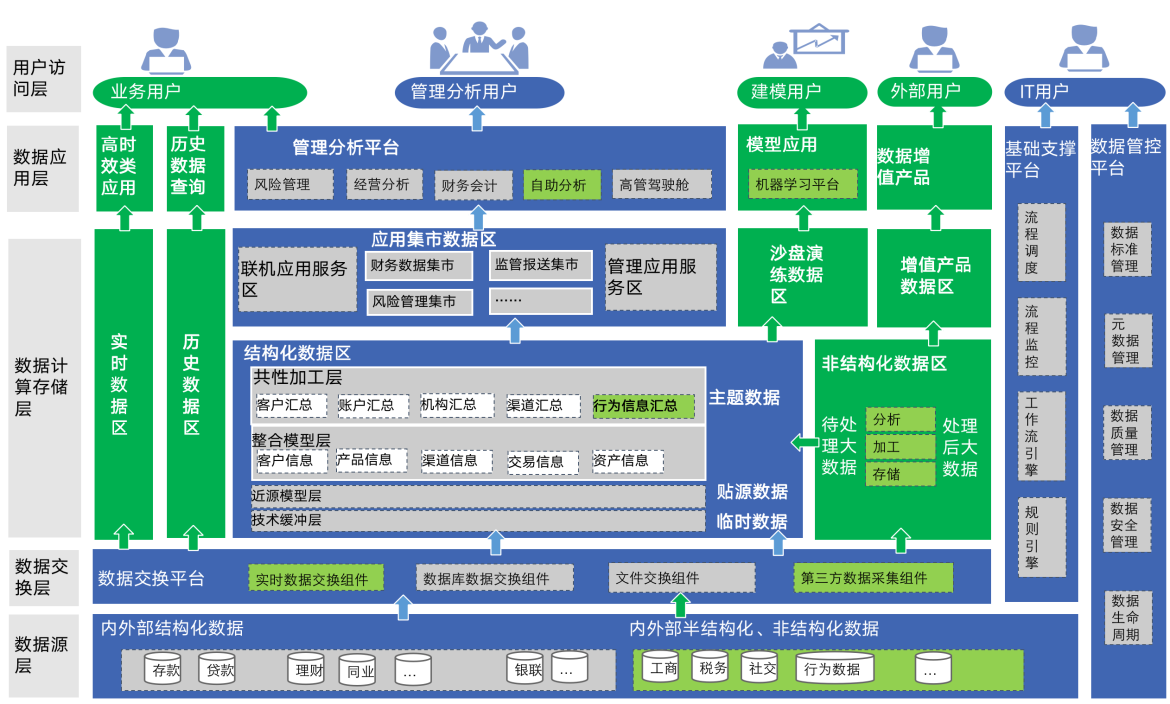 用户访
问层
业务用户
管理分析用户
建模用户
外部用户
IT用户
数据应
用层
高时
效类
应用
历史
数据
查询
管理分析平台
风险管理
经营分析
财务会计
自助分析
高管驾驶舱
模型应用
机器学习平台
数据增
值产品
基础支撑
平台
数据管控
平台
流
程
调
度
流
程
监
控
工
作
流
引
擎
规
则
引
擎
数据
标准
管理
元
数据
管理
数据
质量
管理
数据
安全
管理
数据
生命
周期
数据计
算存储
层
实
时
数
据
区
历
史
数
据
区
应用集市数据区
联机应用服务
区
财务数据集市
监管报送集市
风险管理集市
……
管理应用服
务区
沙盘演
练数据
区
增值产品
数据区
结构化数据区
共性加工层
客户汇总
账户汇总
机构汇总
渠道汇总
行为信息汇总
主题数据
整合模型层
客户信息
产品信息
渠道信息
交易信息
资产信息
近源模型层
贴源数据
技术缓冲层
临时数据
非结构化数据区
待处
理大
数据
分析
加工
存储
处理
后大
数据
数据交
换层
数据交换平台
实时数据交换组件
数据库数据交换组件
文件交换组件
第三方数据采集组件
数据源
层
内外部结构化数据
存款
贷款
理财
同业
…
银联
…
内外部半结构化、非结构化数据
工商
税务
社交
行为数据
…